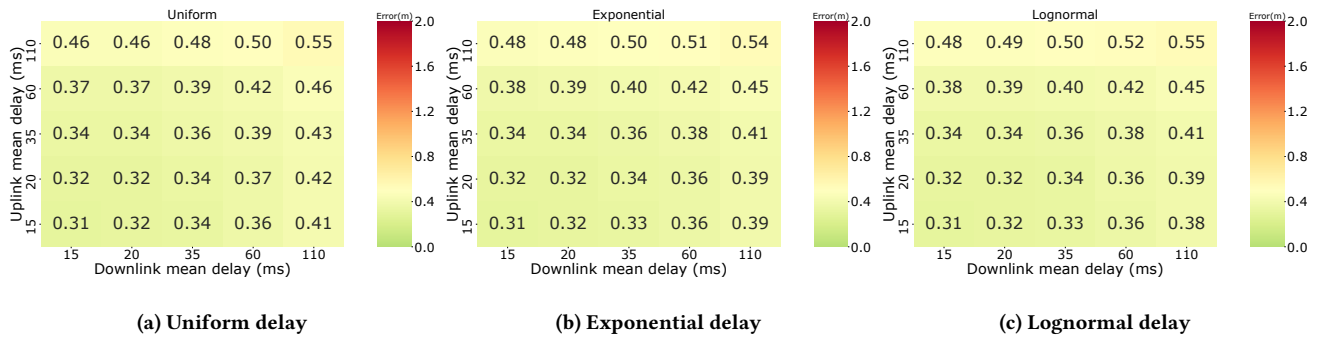 Uniform
Error(m)
2.0
1.6
1.2
0.8
0.4
0.0
Uplink mean delay (ms)
110 0.46 0.46 0.48 0.50 0.55
60 0.37 0.37 0.39 0.42 0.46
35 0.34 0.34 0.36 0.39 0.43
20 0.32 0.32 0.34 0.37 0.42
15 0.31 0.32 0.34 0.36 0.41
15 20 35 60 110
Downlink mean delay (ms)
(a) Uniform delay
Exponential
Error(m)
2.0
1.6
1.2
0.8
0.4
0.0
Uplink mean delay (ms)
110 0.48 0.48 0.50 0.51 0.54
60 0.38 0.39 0.40 0.42 0.45
35 0.34 0.34 0.36 0.38 0.41
20 0.32 0.32 0.34 0.36 0.39
15 0.31 0.32 0.33 0.36 0.39
15 20 35 60 110
Downlink mean delay (ms)
(b) Exponential delay
Lognormal
Error(m)
2.0
1.6
1.2
0.8
0.4
0.0
Uplink mean delay (ms)
110 0.48 0.49 0.50 0.52 0.55
60 0.38 0.39 0.40 0.42 0.45
35 0.34 0.34 0.36 0.38 0.41
20 0.32 0.32 0.34 0.36 0.39
15 0.31 0.32 0.33 0.36 0.38
15 20 35 60 110
Downlink mean delay (ms)
(c) Lognormal delay